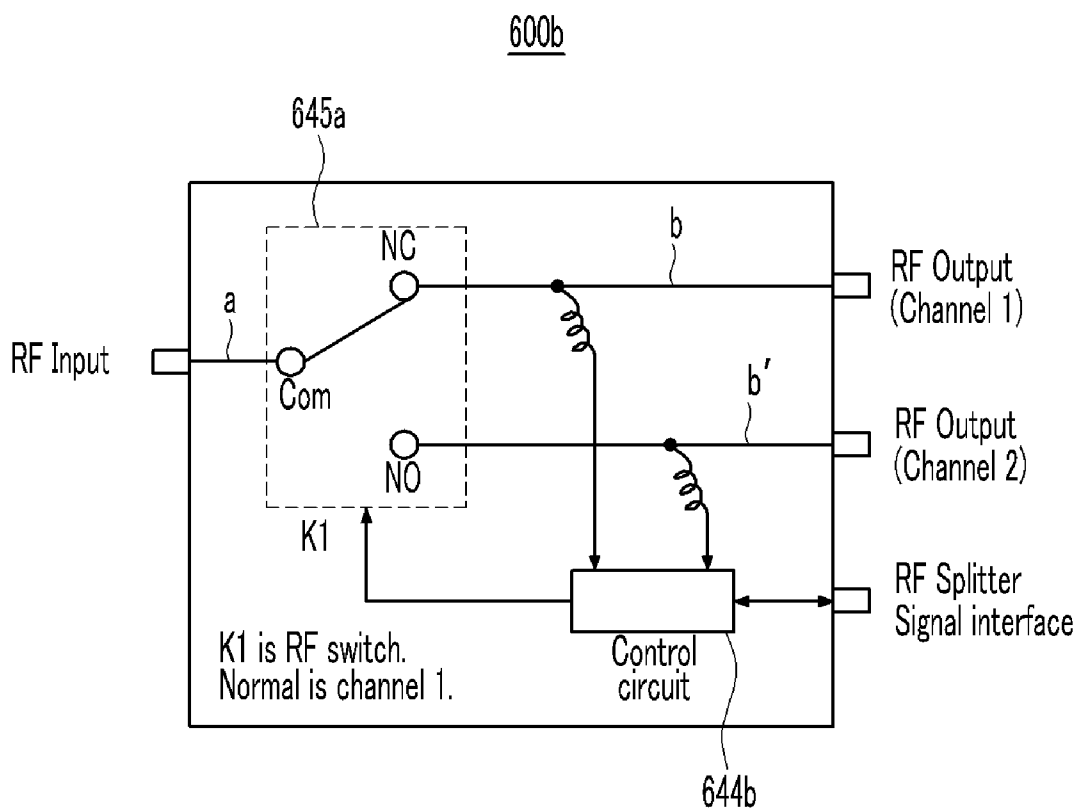 600b
645a
NC
b
RF Output
(Channel 1)
a
RF Input
Com
b′
RF Output
(Channel 2)
NO
K1
RF Splitter
Signal interface
K1 is RF switch.
Normal is channel 1.
Control
circuit
644b